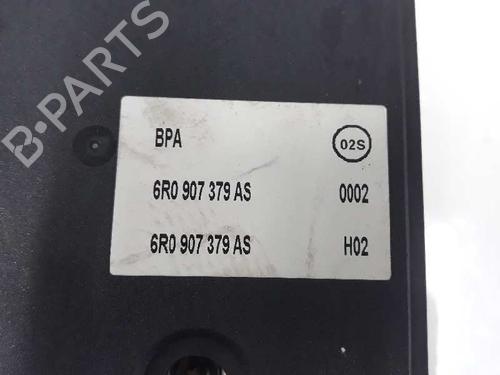 B-PARTS
BPA 02S
6R0 907 379 AS 0002
6R0 907 379 AS H02